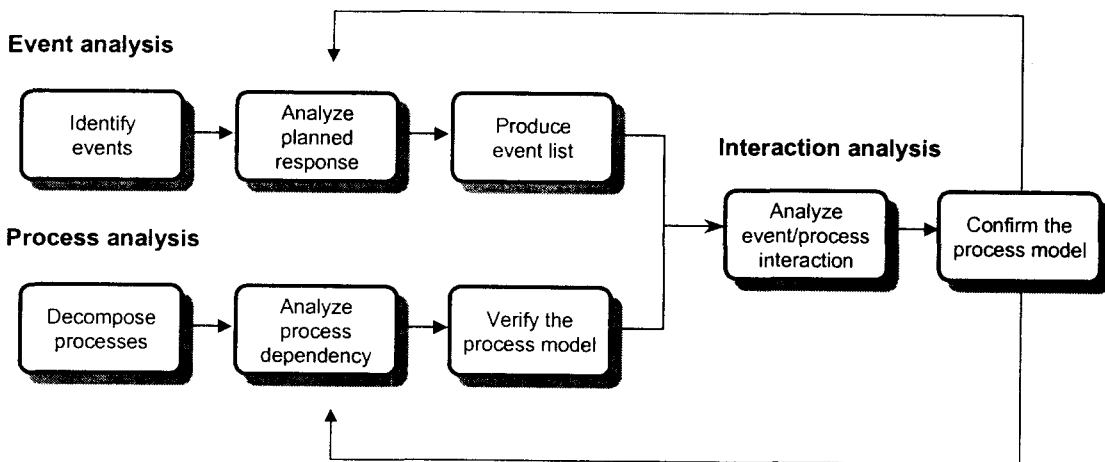 Event analysis
Identify
events
Analyze
planned
response
Produce
event list
Interaction analysis
Analyze
event/process
interaction
Confirm the
process model
Process analysis
Decompose
processes
Analyze
process
dependency
Verify the
process model